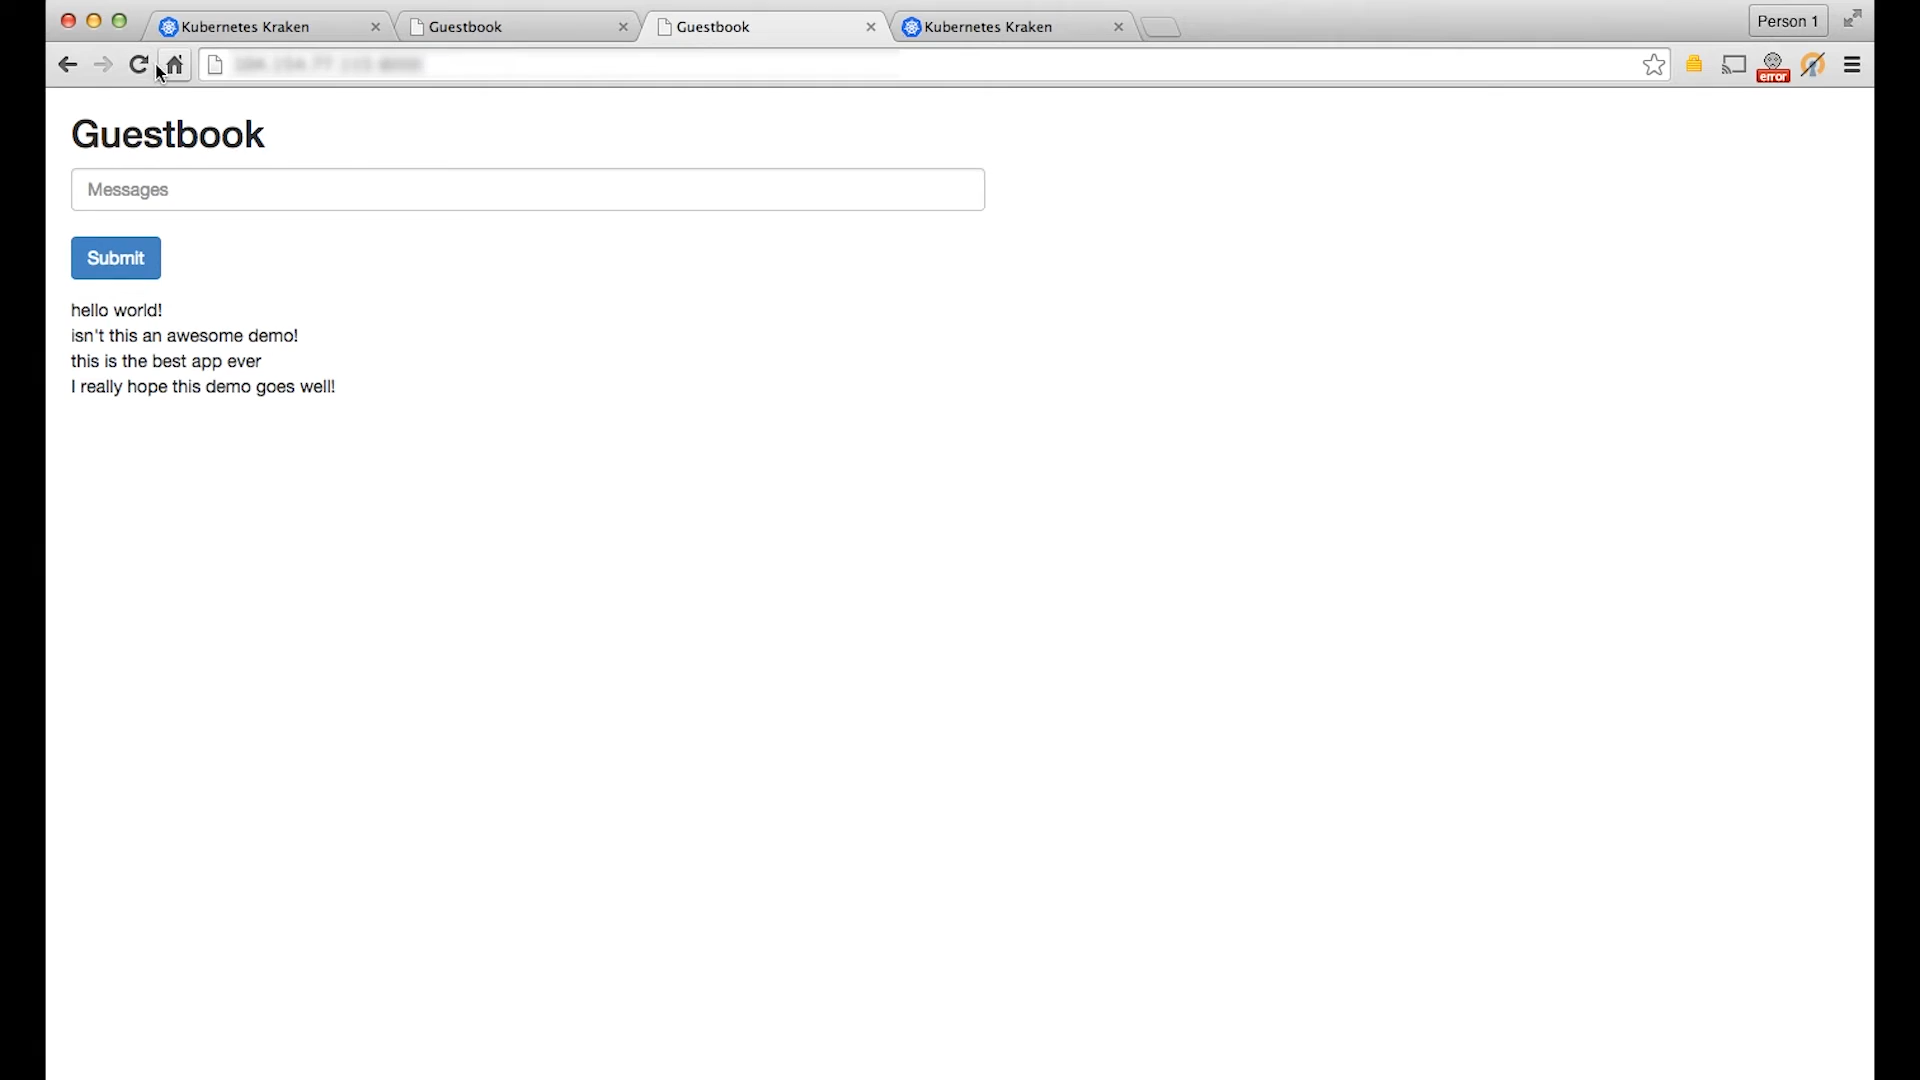 Kubernetes Kraken
Guestbook
Guestbook
Kubernetes Kraken
Person 1
error
Guestbook
Messages
Submit
hello world!
isn't this an awesome demo!
this is the best app ever
I really hope this demo goes well!